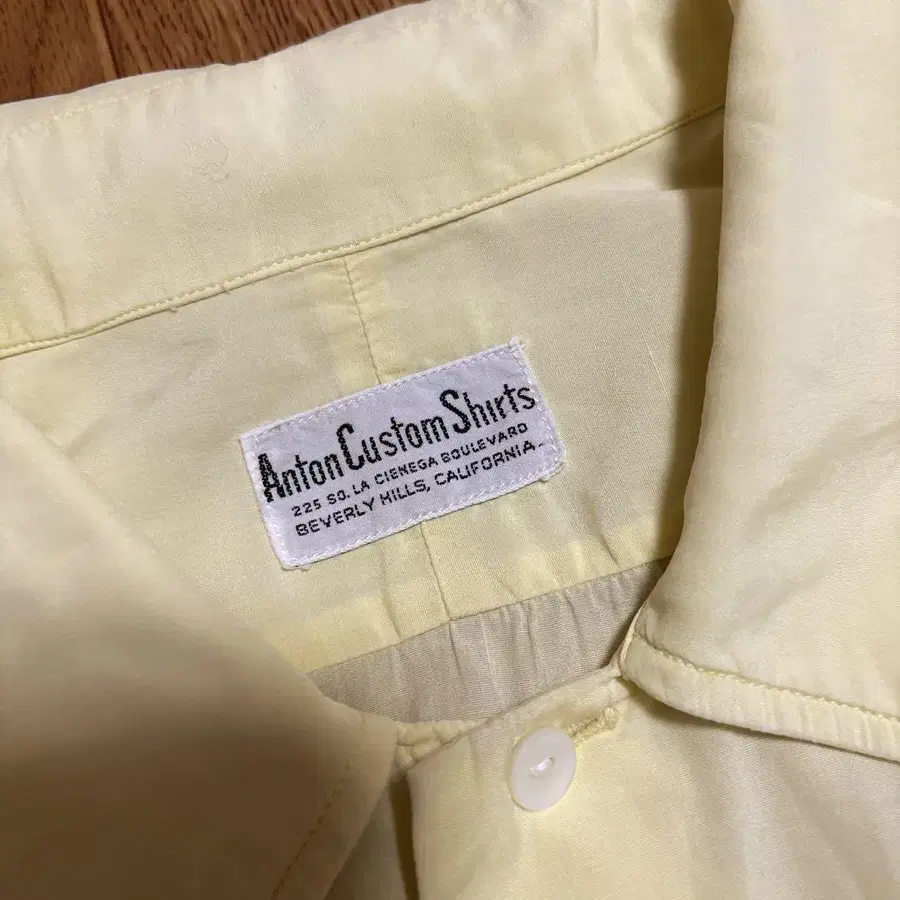 Anton Custom Shirts
225 SO. LA CIENEGA BOULEVARD
BEVERLY HILLS, CALIFORNIA